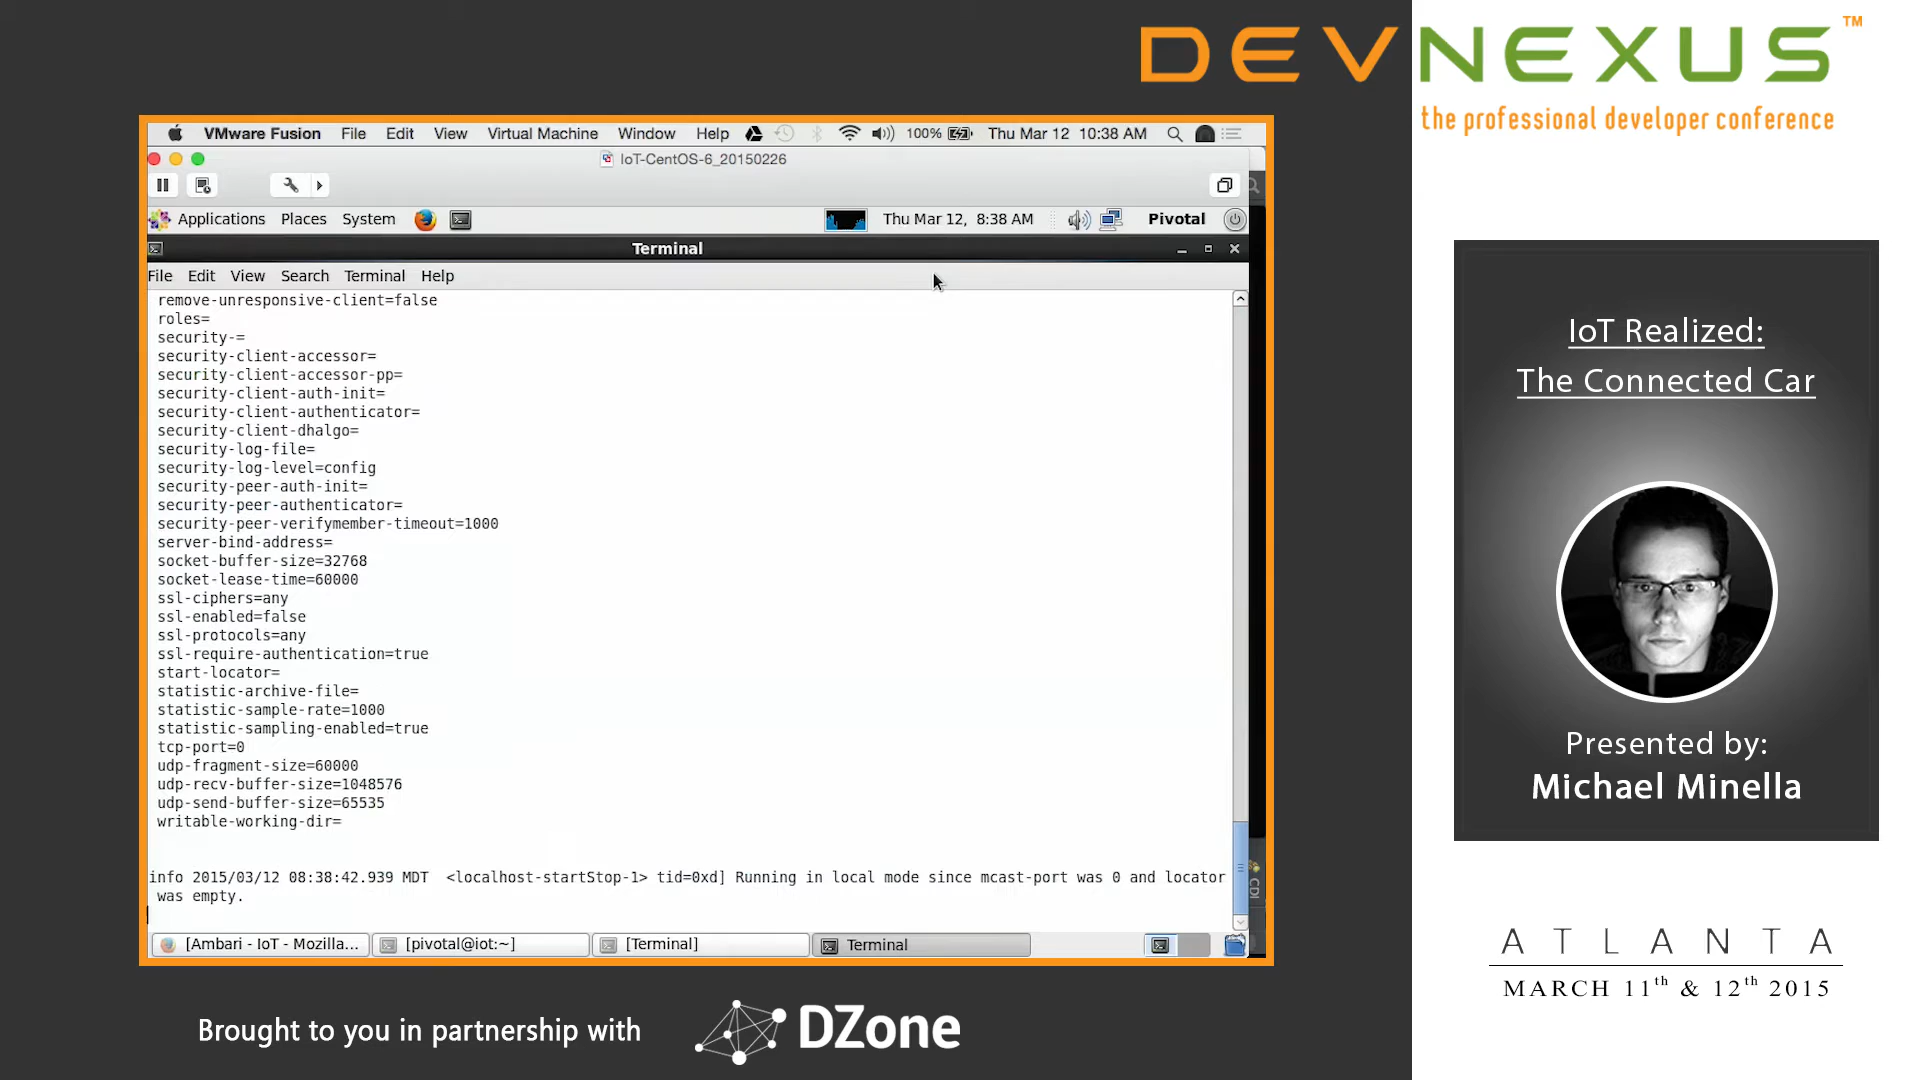 DEVNEXUS™
the professional developer conference
VMware Fusion File Edit View Virtual Machine Window Help 100% Thu Mar 12 10:38 AM
IoT-CentOS-6_20150226
Applications Places System Thu Mar 12, 8:38 AM Pivotal
Terminal
File Edit View Search Terminal Help
remove-unresponsive-client=false
roles=
security-=
security-client-accessor=
security-client-accessor-pp=
security-client-auth-init=
security-client-authenticator=
security-client-dhalgo=
security-log-file=
security-log-level=config
security-peer-auth-init=
security-peer-authenticator=
security-peer-verifymember-timeout=1000
server-bind-address=
socket-buffer-size=32768
socket-lease-time=60000
ssl-ciphers=any
ssl-enabled=false
ssl-protocols=any
ssl-require-authentication=true
start-locator=
statistic-archive-file=
statistic-sample-rate=1000
statistic-sampling-enabled=true
tcp-port=0
udp-fragment-size=60000
udp-recv-buffer-size=1048576
udp-send-buffer-size=65535
writable-working-dir=
info 2015/03/12 08:38:42.939 MDT <localhost-startStop-1> tid=0xd] Running in local mode since mcast-port was 0 and locator
was empty.
CDI
[Ambari - IoT - Mozilla... [pivotal@iot:~] [Terminal] Terminal
IoT Realized:
The Connected Car
Presented by:
Michael Minella
ATLANTA
MARCH 11th & 12th 2015
Brought to you in partnership with DZone